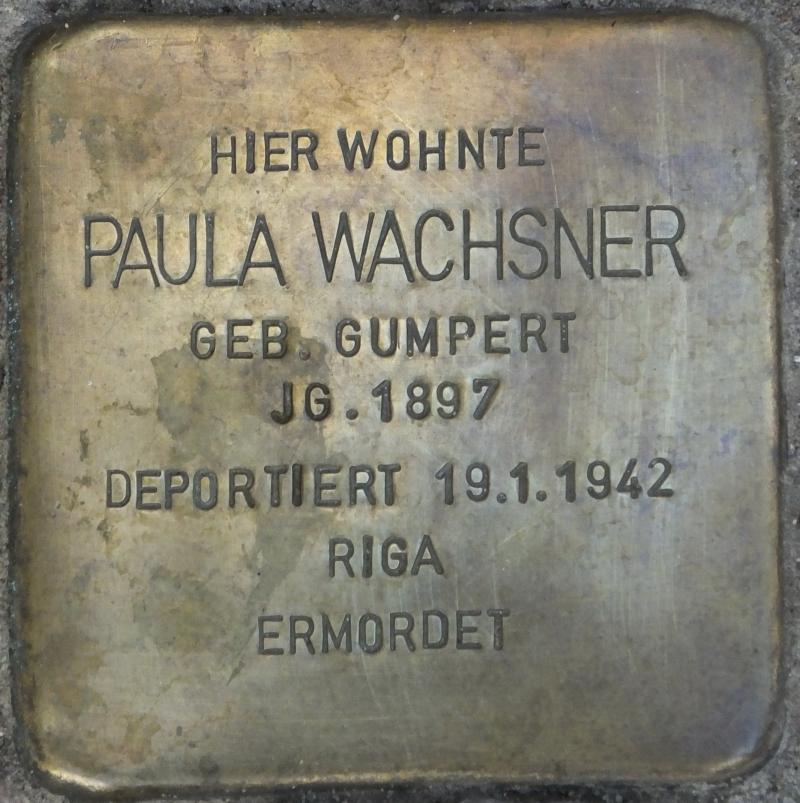 HIER WOHNTE
PAULA WACHSNER
GEB. GUMPERT
JG. 1897
DEPORTIERT 19.1.1942
RIGA
ERMORDET